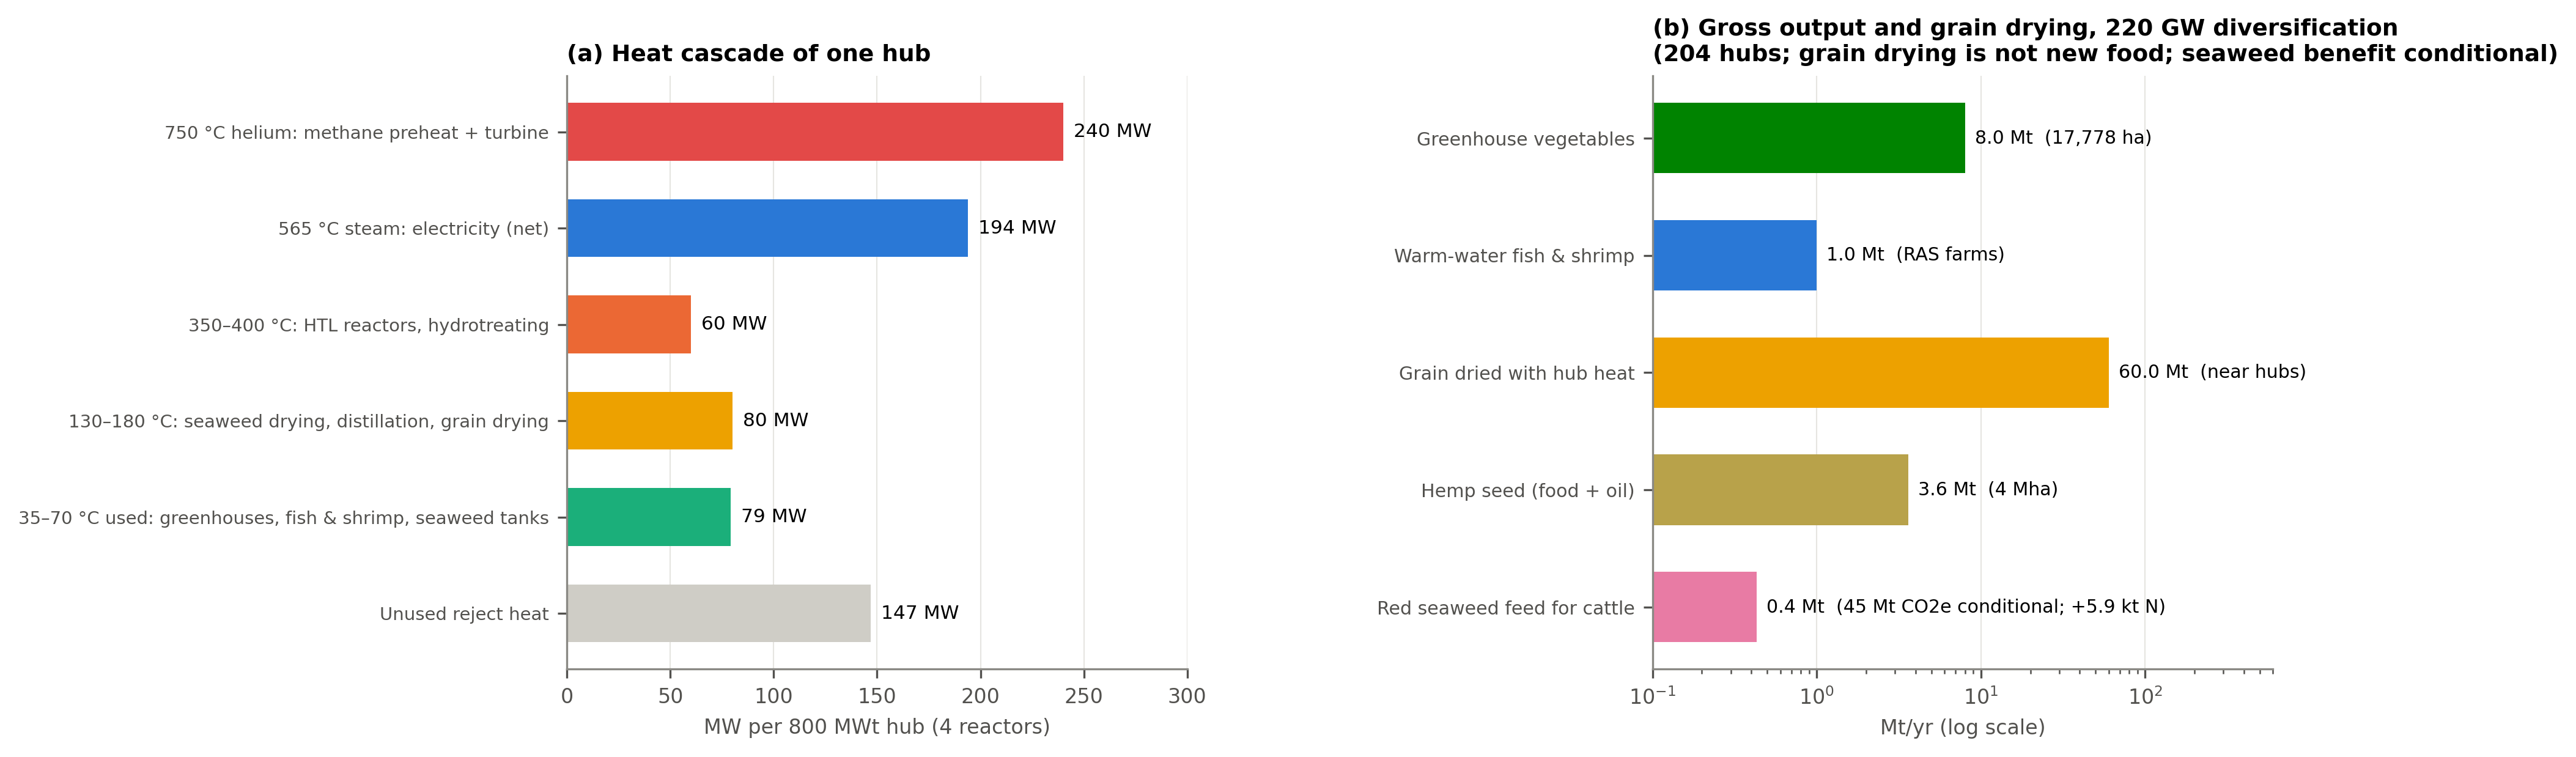 (a) Heat cascade of one hub
750 °C helium: methane preheat + turbine
240 MW
565 °C steam: electricity (net)
194 MW
350–400 °C: HTL reactors, hydrotreating
60 MW
130–180 °C: seaweed drying, distillation, grain drying
80 MW
35–70 °C used: greenhouses, fish & shrimp, seaweed tanks
79 MW
Unused reject heat
147 MW
0 50 100 150 200 250 300
MW per 800 MWt hub (4 reactors)
(b) Gross output and grain drying, 220 GW diversification
(204 hubs; grain drying is not new food; seaweed benefit conditional)
Greenhouse vegetables
8.0 Mt (17,778 ha)
Warm-water fish & shrimp
1.0 Mt (RAS farms)
Grain dried with hub heat
60.0 Mt (near hubs)
Hemp seed (food + oil)
3.6 Mt (4 Mha)
Red seaweed feed for cattle
0.4 Mt (45 Mt CO2e conditional; +5.9 kt N)
10⁻¹ 10⁰ 10¹ 10²
Mt/yr (log scale)